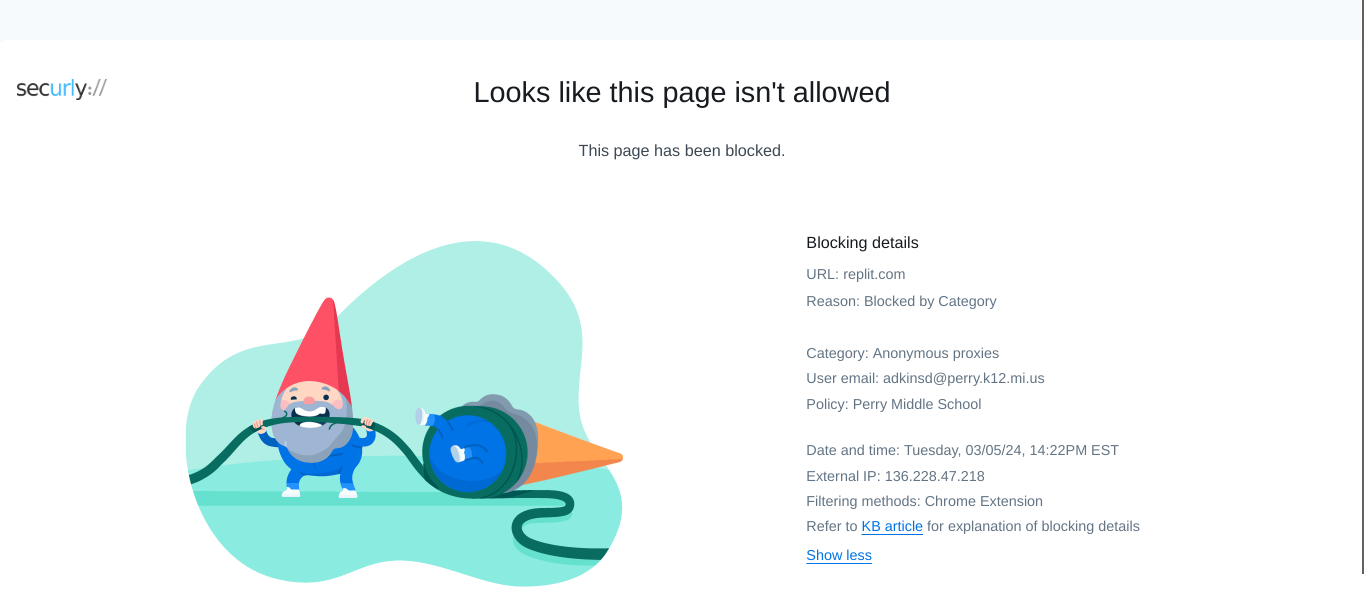 securly://
Looks like this page isn't allowed
This page has been blocked.
Blocking details
URL: replit.com
Reason: Blocked by Category
Category: Anonymous proxies
User email: adkinsd@perry.k12.mi.us
Policy: Perry Middle School
Date and time: Tuesday, 03/05/24, 14:22PM EST
External IP: 136.228.47.218
Filtering methods: Chrome Extension
Refer to KB article for explanation of blocking details
Show less